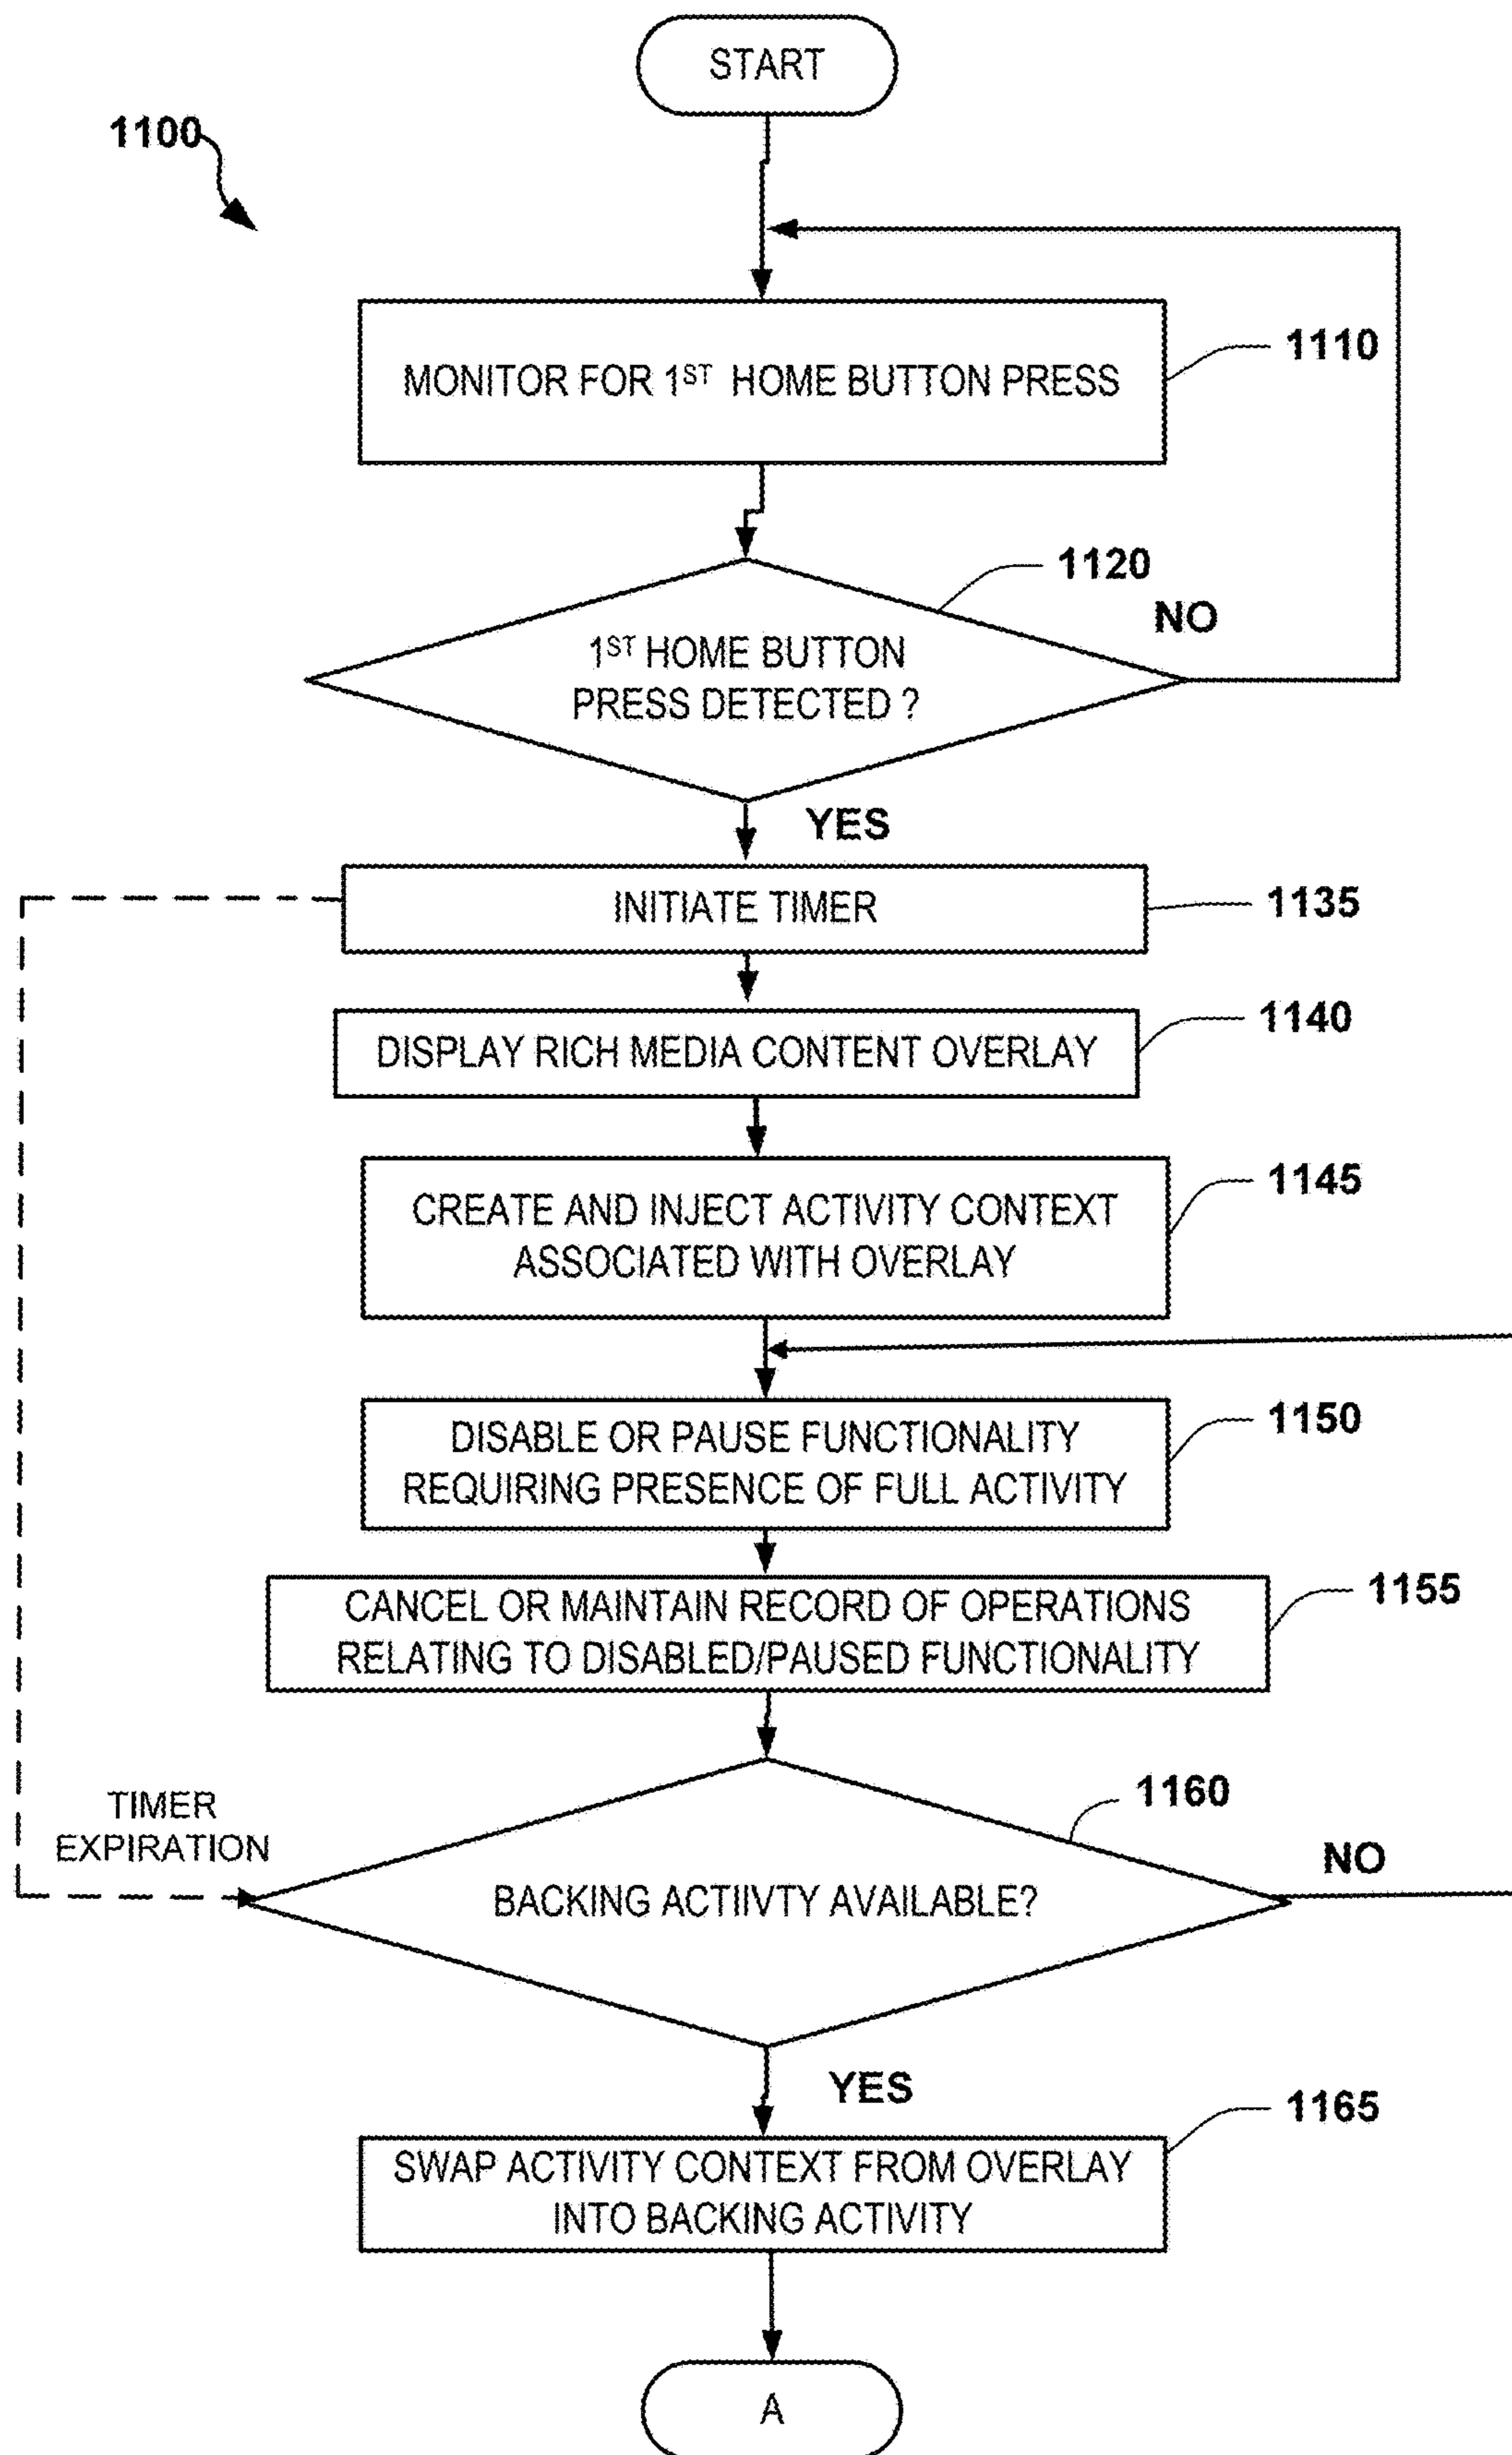 START
1100
MONITOR FOR 1ST HOME BUTTON PRESS
1110
1120
NO
1ST HOME BUTTON
PRESS DETECTED ?
YES
INITIATE TIMER
1135
DISPLAY RICH MEDIA CONTENT OVERLAY
1140
CREATE AND INJECT ACTIVITY CONTEXT
ASSOCIATED WITH OVERLAY
1145
DISABLE OR PAUSE FUNCTIONALITY
REQUIRING PRESENCE OF FULL ACTIVITY
1150
CANCEL OR MAINTAIN RECORD OF OPERATIONS
RELATING TO DISABLED/PAUSED FUNCTIONALITY
1155
TIMER
EXPIRATION
1160
NO
BACKING ACTIIVTY AVAILABLE?
YES
SWAP ACTIVITY CONTEXT FROM OVERLAY
INTO BACKING ACTIVITY
1165
A